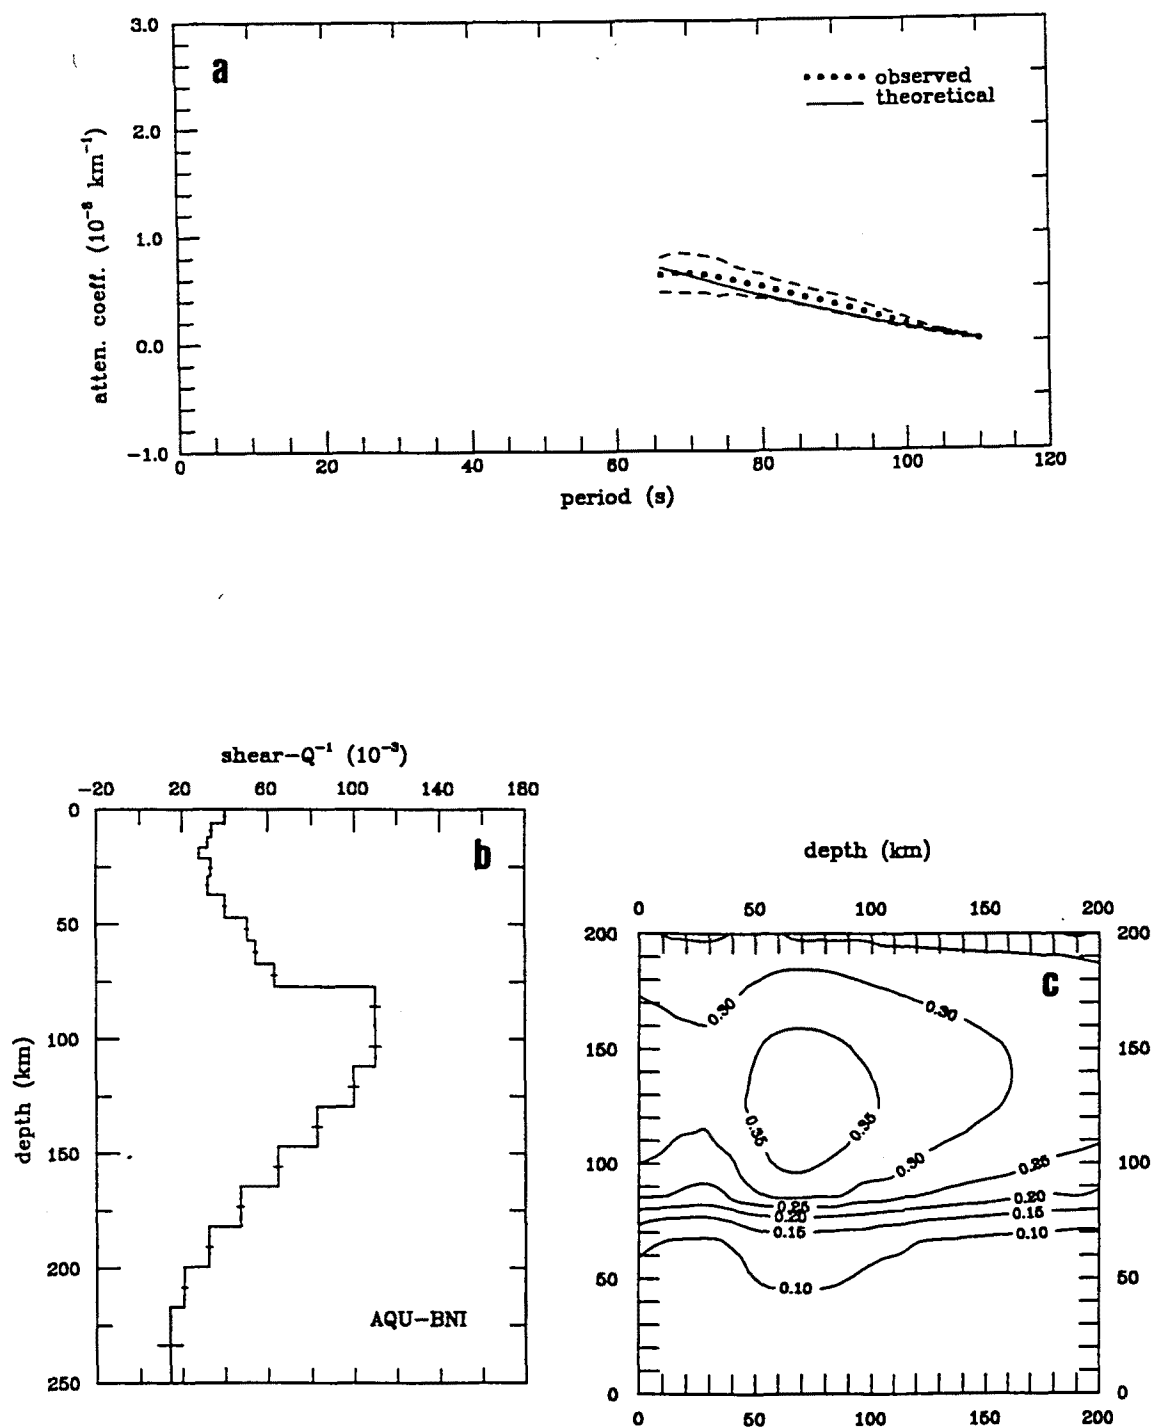 a
3.0
2.0
1.0
0.0
-1.0
atten. coeff. (10⁻³ km⁻¹)
observed
theoretical
0 20 40 60 80 100 120
period (s)
shear-Q⁻¹ (10⁻³)
-20 20 60 100 140 180
0
50
100
150
200
250
depth (km)
b
AQU-BNI
depth (km)
0 50 100 150 200
200 200
150 150
100 100
50 50
0 0
c
0.30 0.30
0.35 0.35
0.30
0.25
0.25 0.20
0.20 0.15
0.15 0.10
0.10
0 50 100 150 200